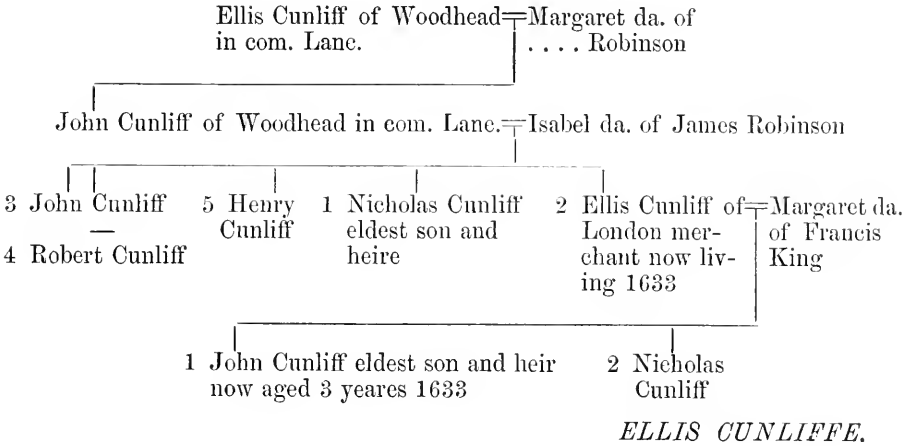 Ellis Cunliff of Woodhead=Margaret da. of
in com. Lanc. .... Robinson
John Cunliff of Woodhead in com. Lanc.=Isabel da. of James Robinson
3 John Cunliff 5 Henry 1 Nicholas Cunliff 2 Ellis Cunliff of=Margaret da.
— Cunliff eldest son and London mer- of Francis
4 Robert Cunliff heire chant now liv- King
ing 1633
1 John Cunliff eldest son and heir 2 Nicholas
now aged 3 yeares 1633 Cunliff
ELLIS CUNLIFFE.